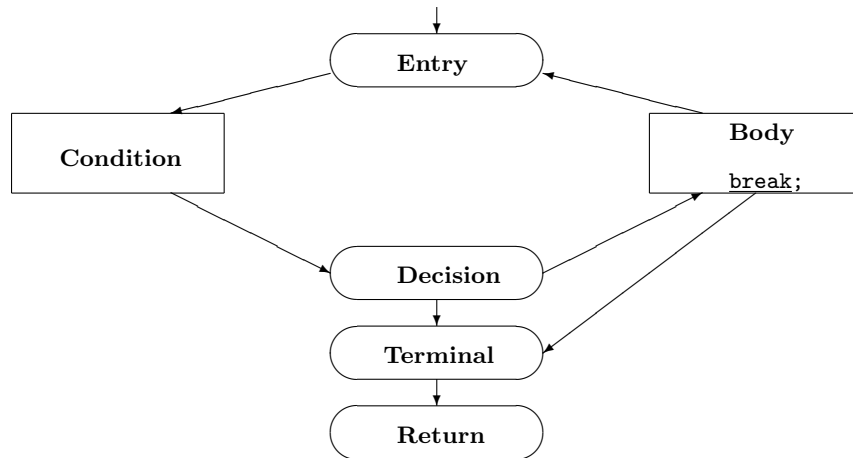 Entry
Condition
Body
break;
Decision
Terminal
Return